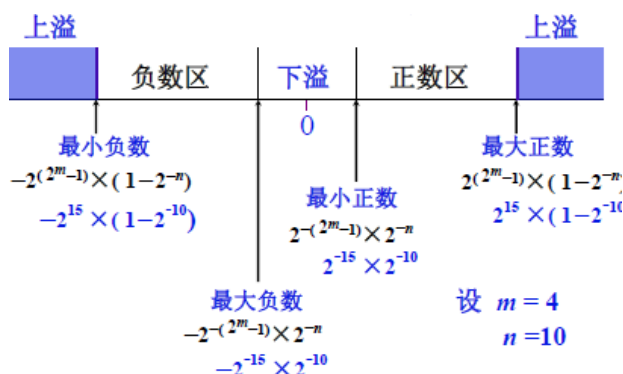 上溢 上溢
负数区 下溢 正数区
0
最小负数 最大正数
−2^(2^m−1)×(1−2^−n) 2^(2^m−1)×(1−2^−n)
−2^15×(1−2^−10) 2^15×(1−2^−10
最小正数
2^−(2^m−1)×2^−n
2^−15×2^−10
最大负数 设 m = 4
−2^−(2^m−1)×2^−n n =10
−2^−15×2^−10